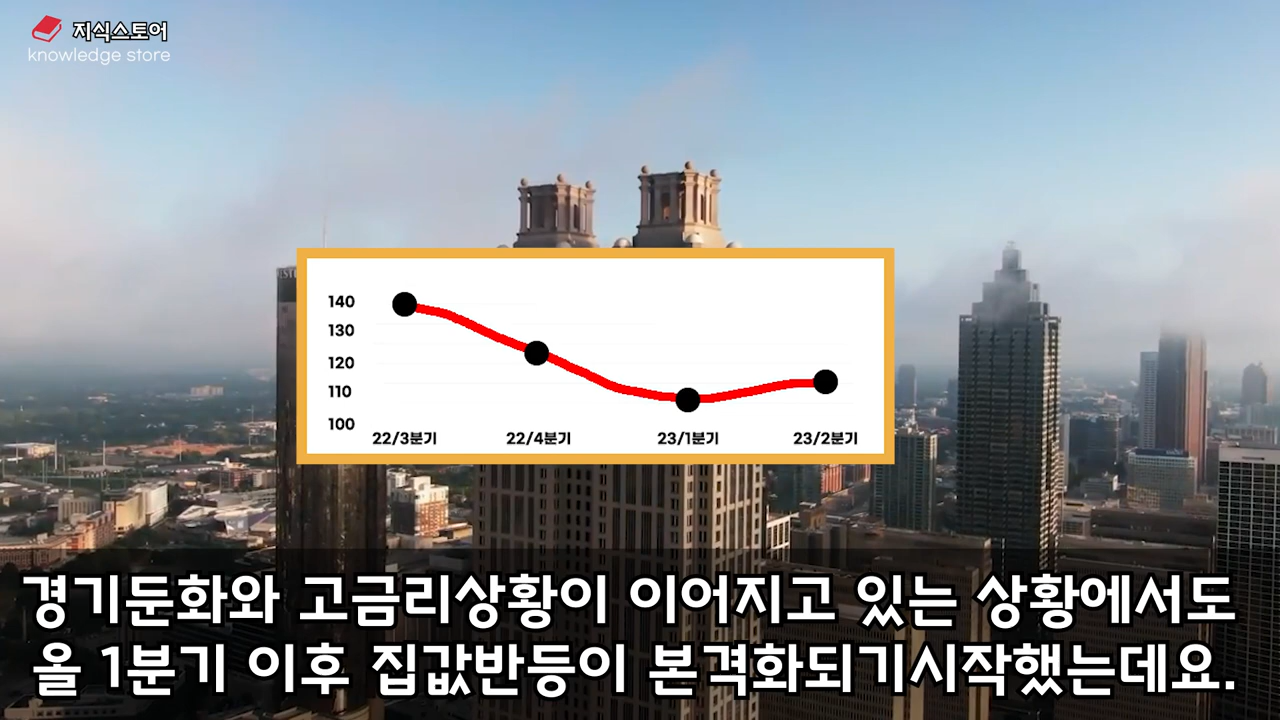 지식스토어
knowledge store
140
130
120
110
100
22/3분기 22/4분기 23/1분기 23/2분기
경기둔화와 고금리상황이 이어지고 있는 상황에서도
올 1분기 이후 집값반등이 본격화되기시작했는데요.